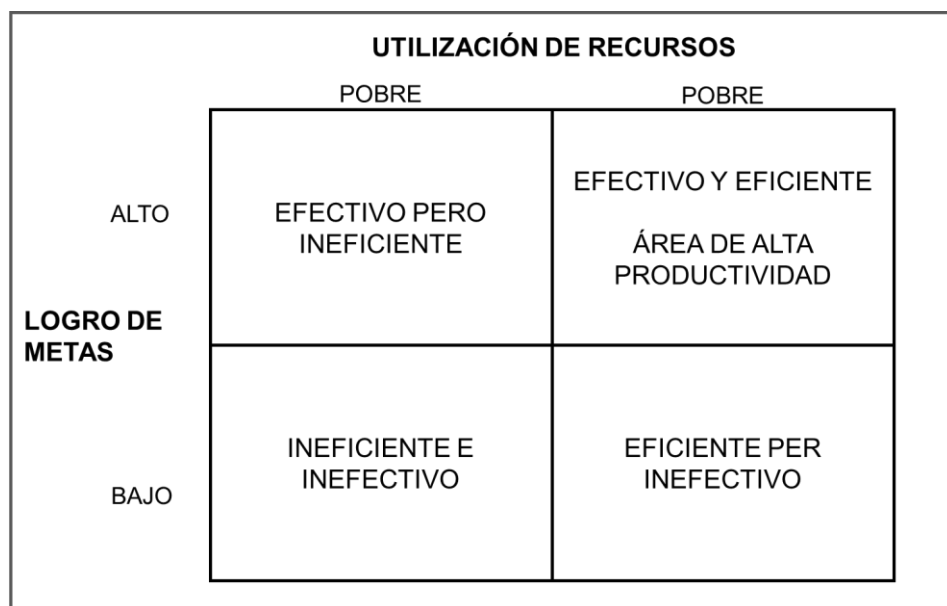 UTILIZACIÓN DE RECURSOS
POBRE
POBRE
ALTO
EFECTIVO PERO
INEFICIENTE
EFECTIVO Y EFICIENTE
ÁREA DE ALTA
PRODUCTIVIDAD
LOGRO DE
METAS
BAJO
INEFICIENTE E
INEFECTIVO
EFICIENTE PER
INEFECTIVO